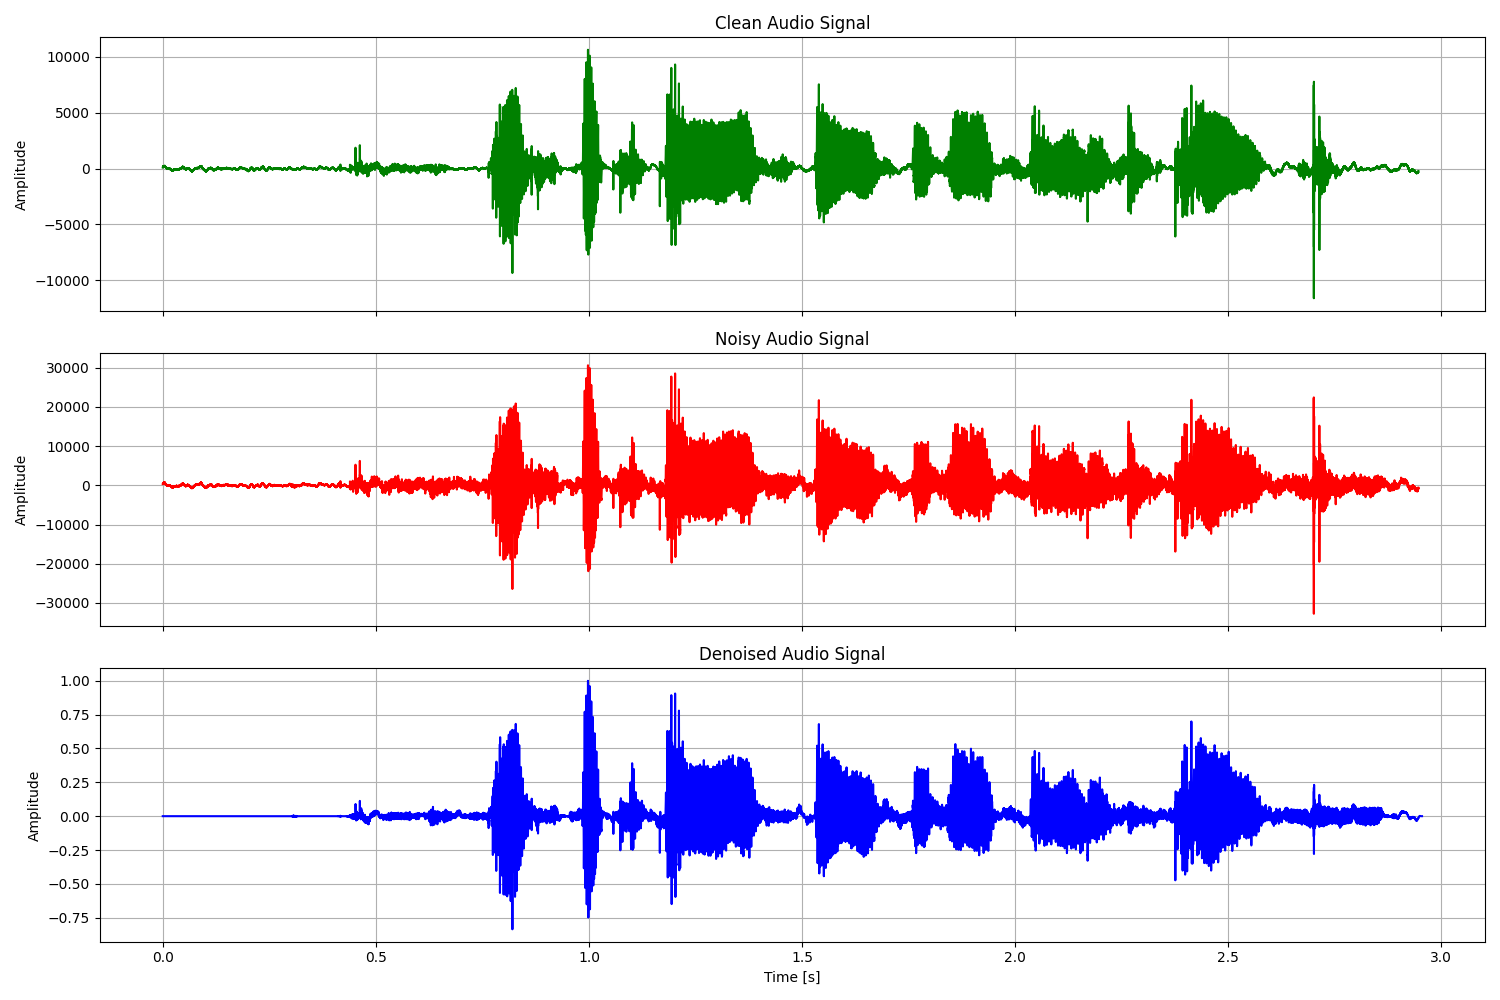 Clean Audio Signal
10000
5000
0
−5000
−10000
Amplitude
Noisy Audio Signal
30000
20000
10000
0
−10000
−20000
−30000
Amplitude
Denoised Audio Signal
1.00
0.75
0.50
0.25
0.00
−0.25
−0.50
−0.75
Amplitude
0.0 0.5 1.0 1.5 2.0 2.5 3.0
Time [s]